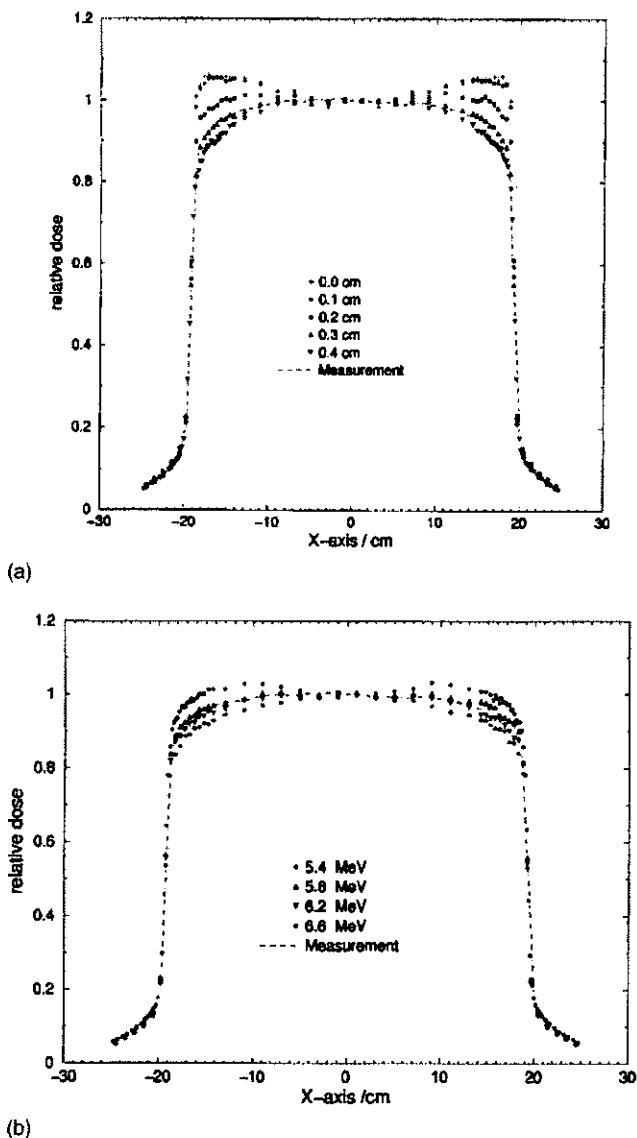 1.2
1
0.8
0.6
0.4
0.2
0
relative dose
0.0 cm
0.1 cm
0.2 cm
0.3 cm
0.4 cm
Measurement
−30 −20 −10 0 10 20 30
X−axis / cm
(a)
1.2
1
0.8
0.6
0.4
0.2
0
relative dose
5.4 MeV
5.8 MeV
6.2 MeV
6.6 MeV
Measurement
−30 −20 −10 0 10 20 30
X−axis /cm
(b)